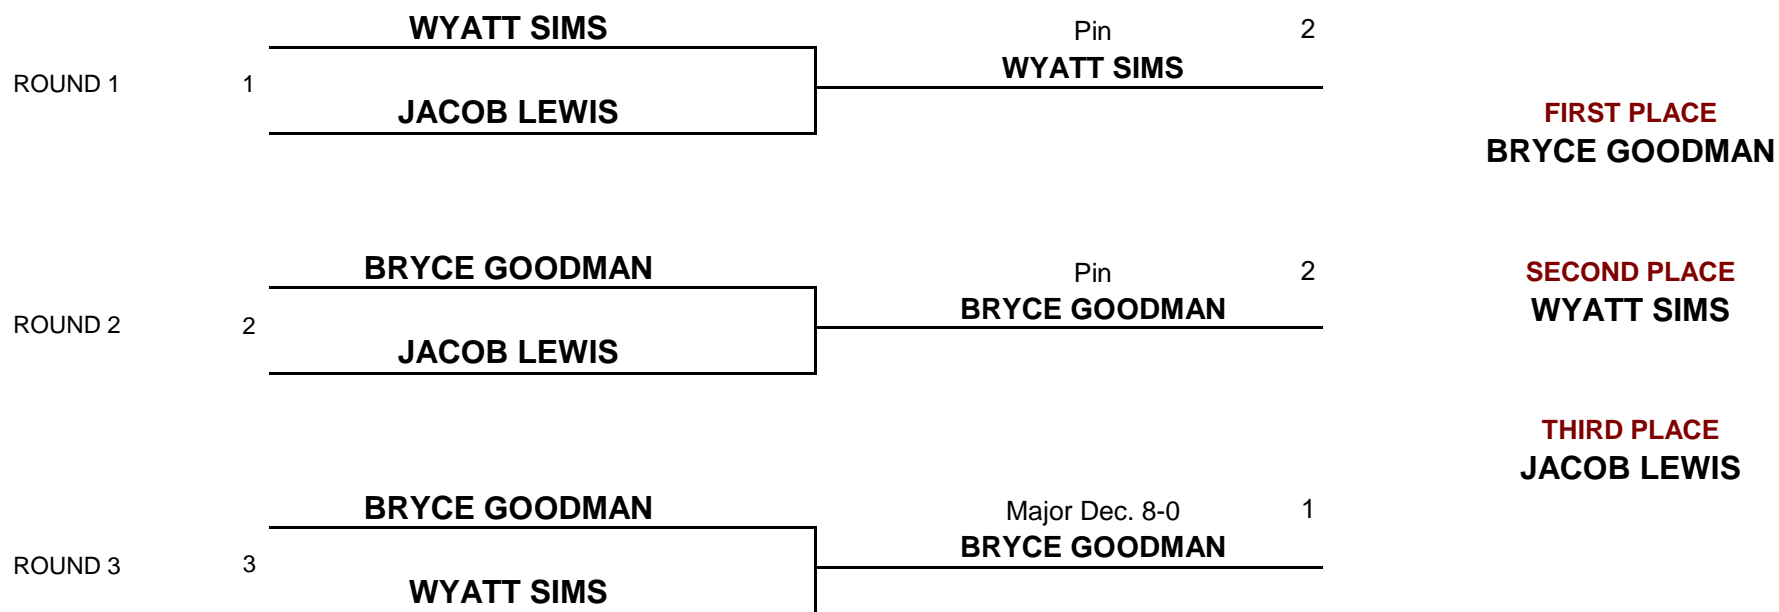 WYATT SIMS
Pin 2
ROUND 1 1
WYATT SIMS
JACOB LEWIS
FIRST PLACE
BRYCE GOODMAN
BRYCE GOODMAN
Pin 2
SECOND PLACE
ROUND 2 2
BRYCE GOODMAN
WYATT SIMS
JACOB LEWIS
THIRD PLACE
JACOB LEWIS
BRYCE GOODMAN
Major Dec. 8-0 1
ROUND 3 3
BRYCE GOODMAN
WYATT SIMS